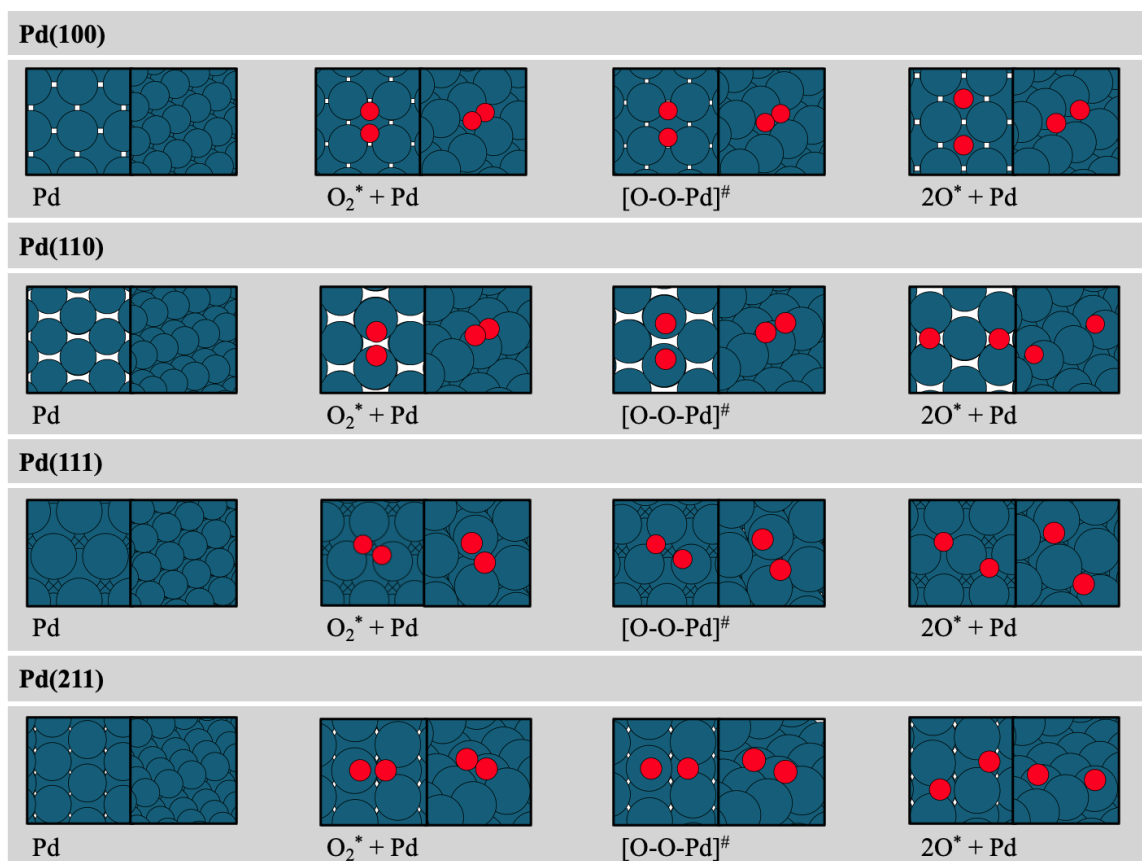 Pd(100)
Pd O₂* + Pd [O-O-Pd]# 2O* + Pd
Pd(110)
Pd O₂* + Pd [O-O-Pd]# 2O* + Pd
Pd(111)
Pd O₂* + Pd [O-O-Pd]# 2O* + Pd
Pd(211)
Pd O₂* + Pd [O-O-Pd]# 2O* + Pd